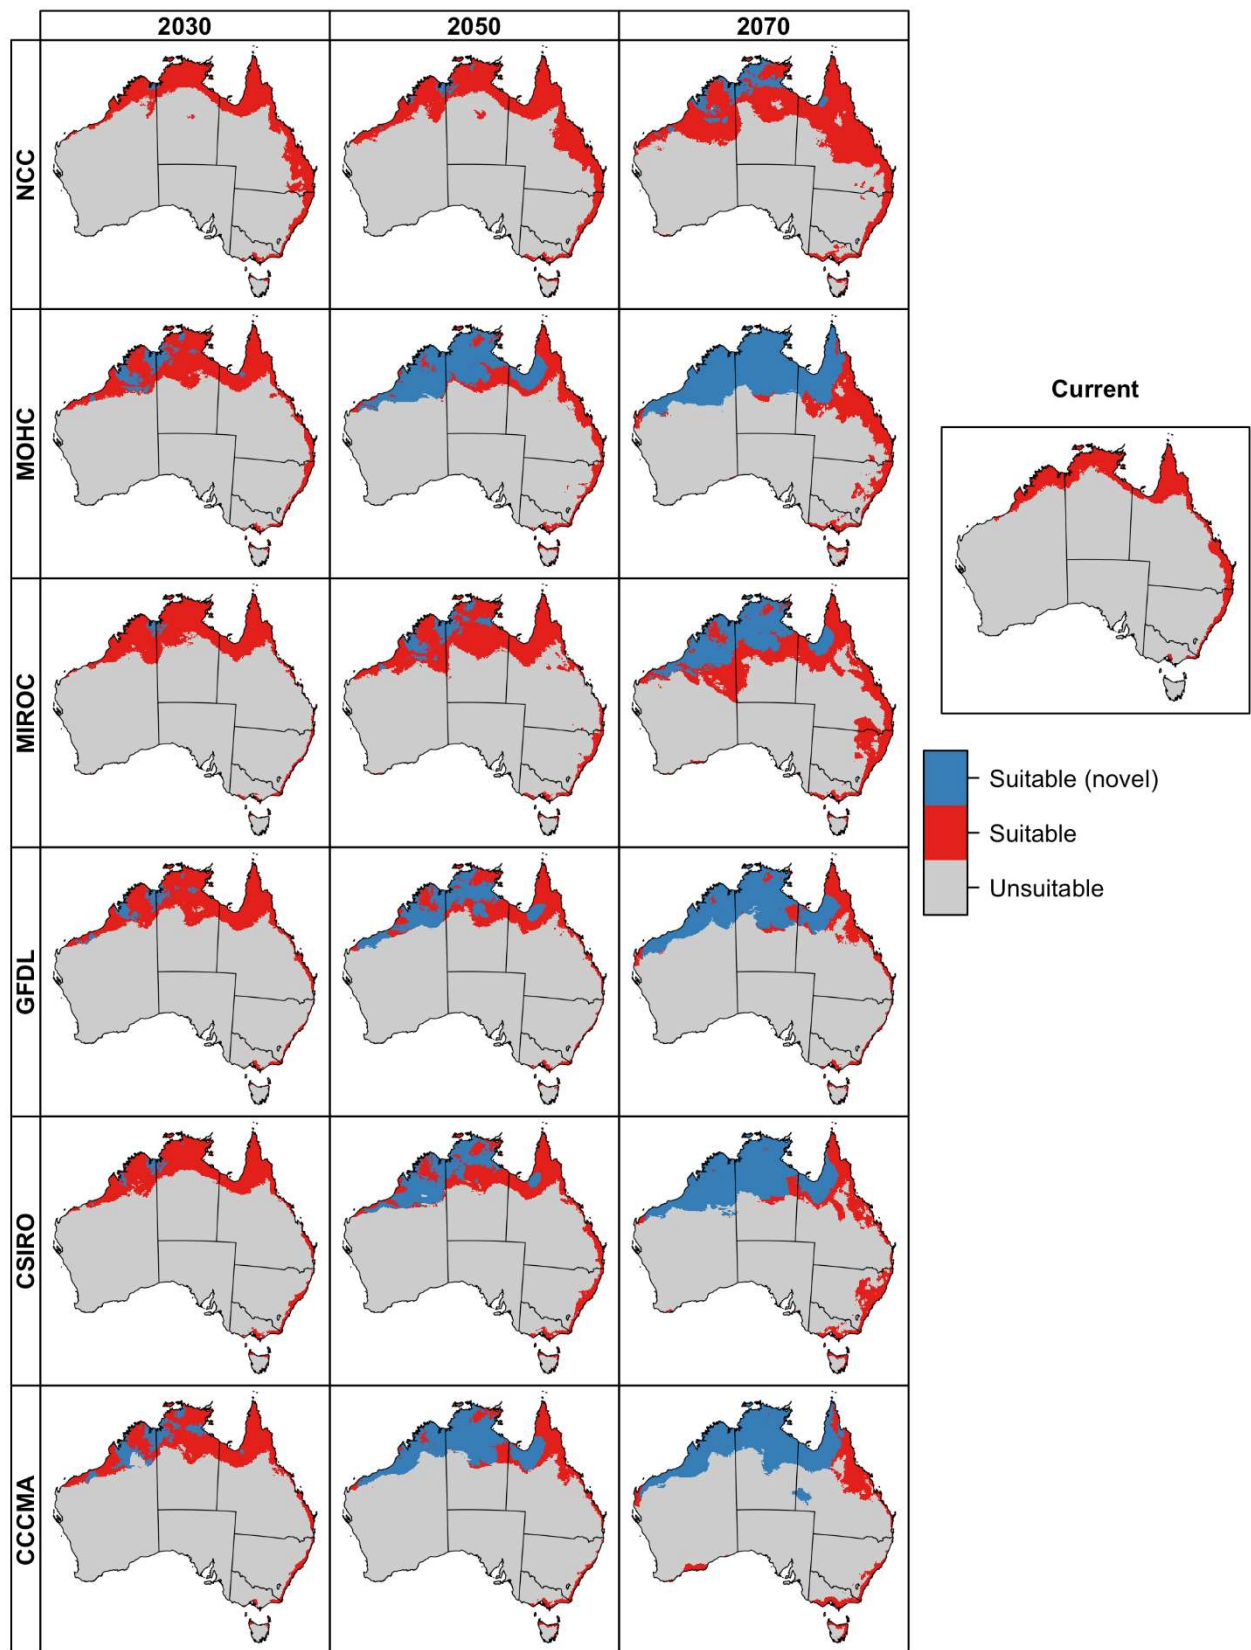 2030
2050
2070
NCC
MOHC
Current
MIROC
Suitable (novel)
Suitable
Unsuitable
GFDL
CSIRO
CCCMA